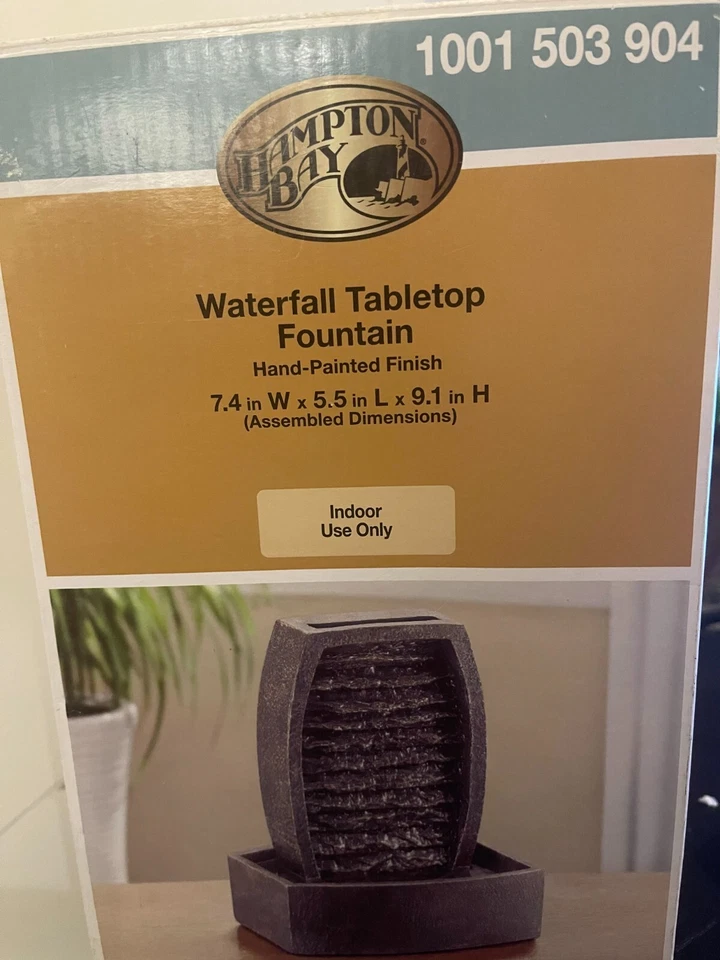 1001 503 904
HAMPTON
BAY
Waterfall Tabletop
Fountain
Hand-Painted Finish
7.4 in W x 5.5 in L x 9.1 in H
(Assembled Dimensions)
Indoor
Use Only